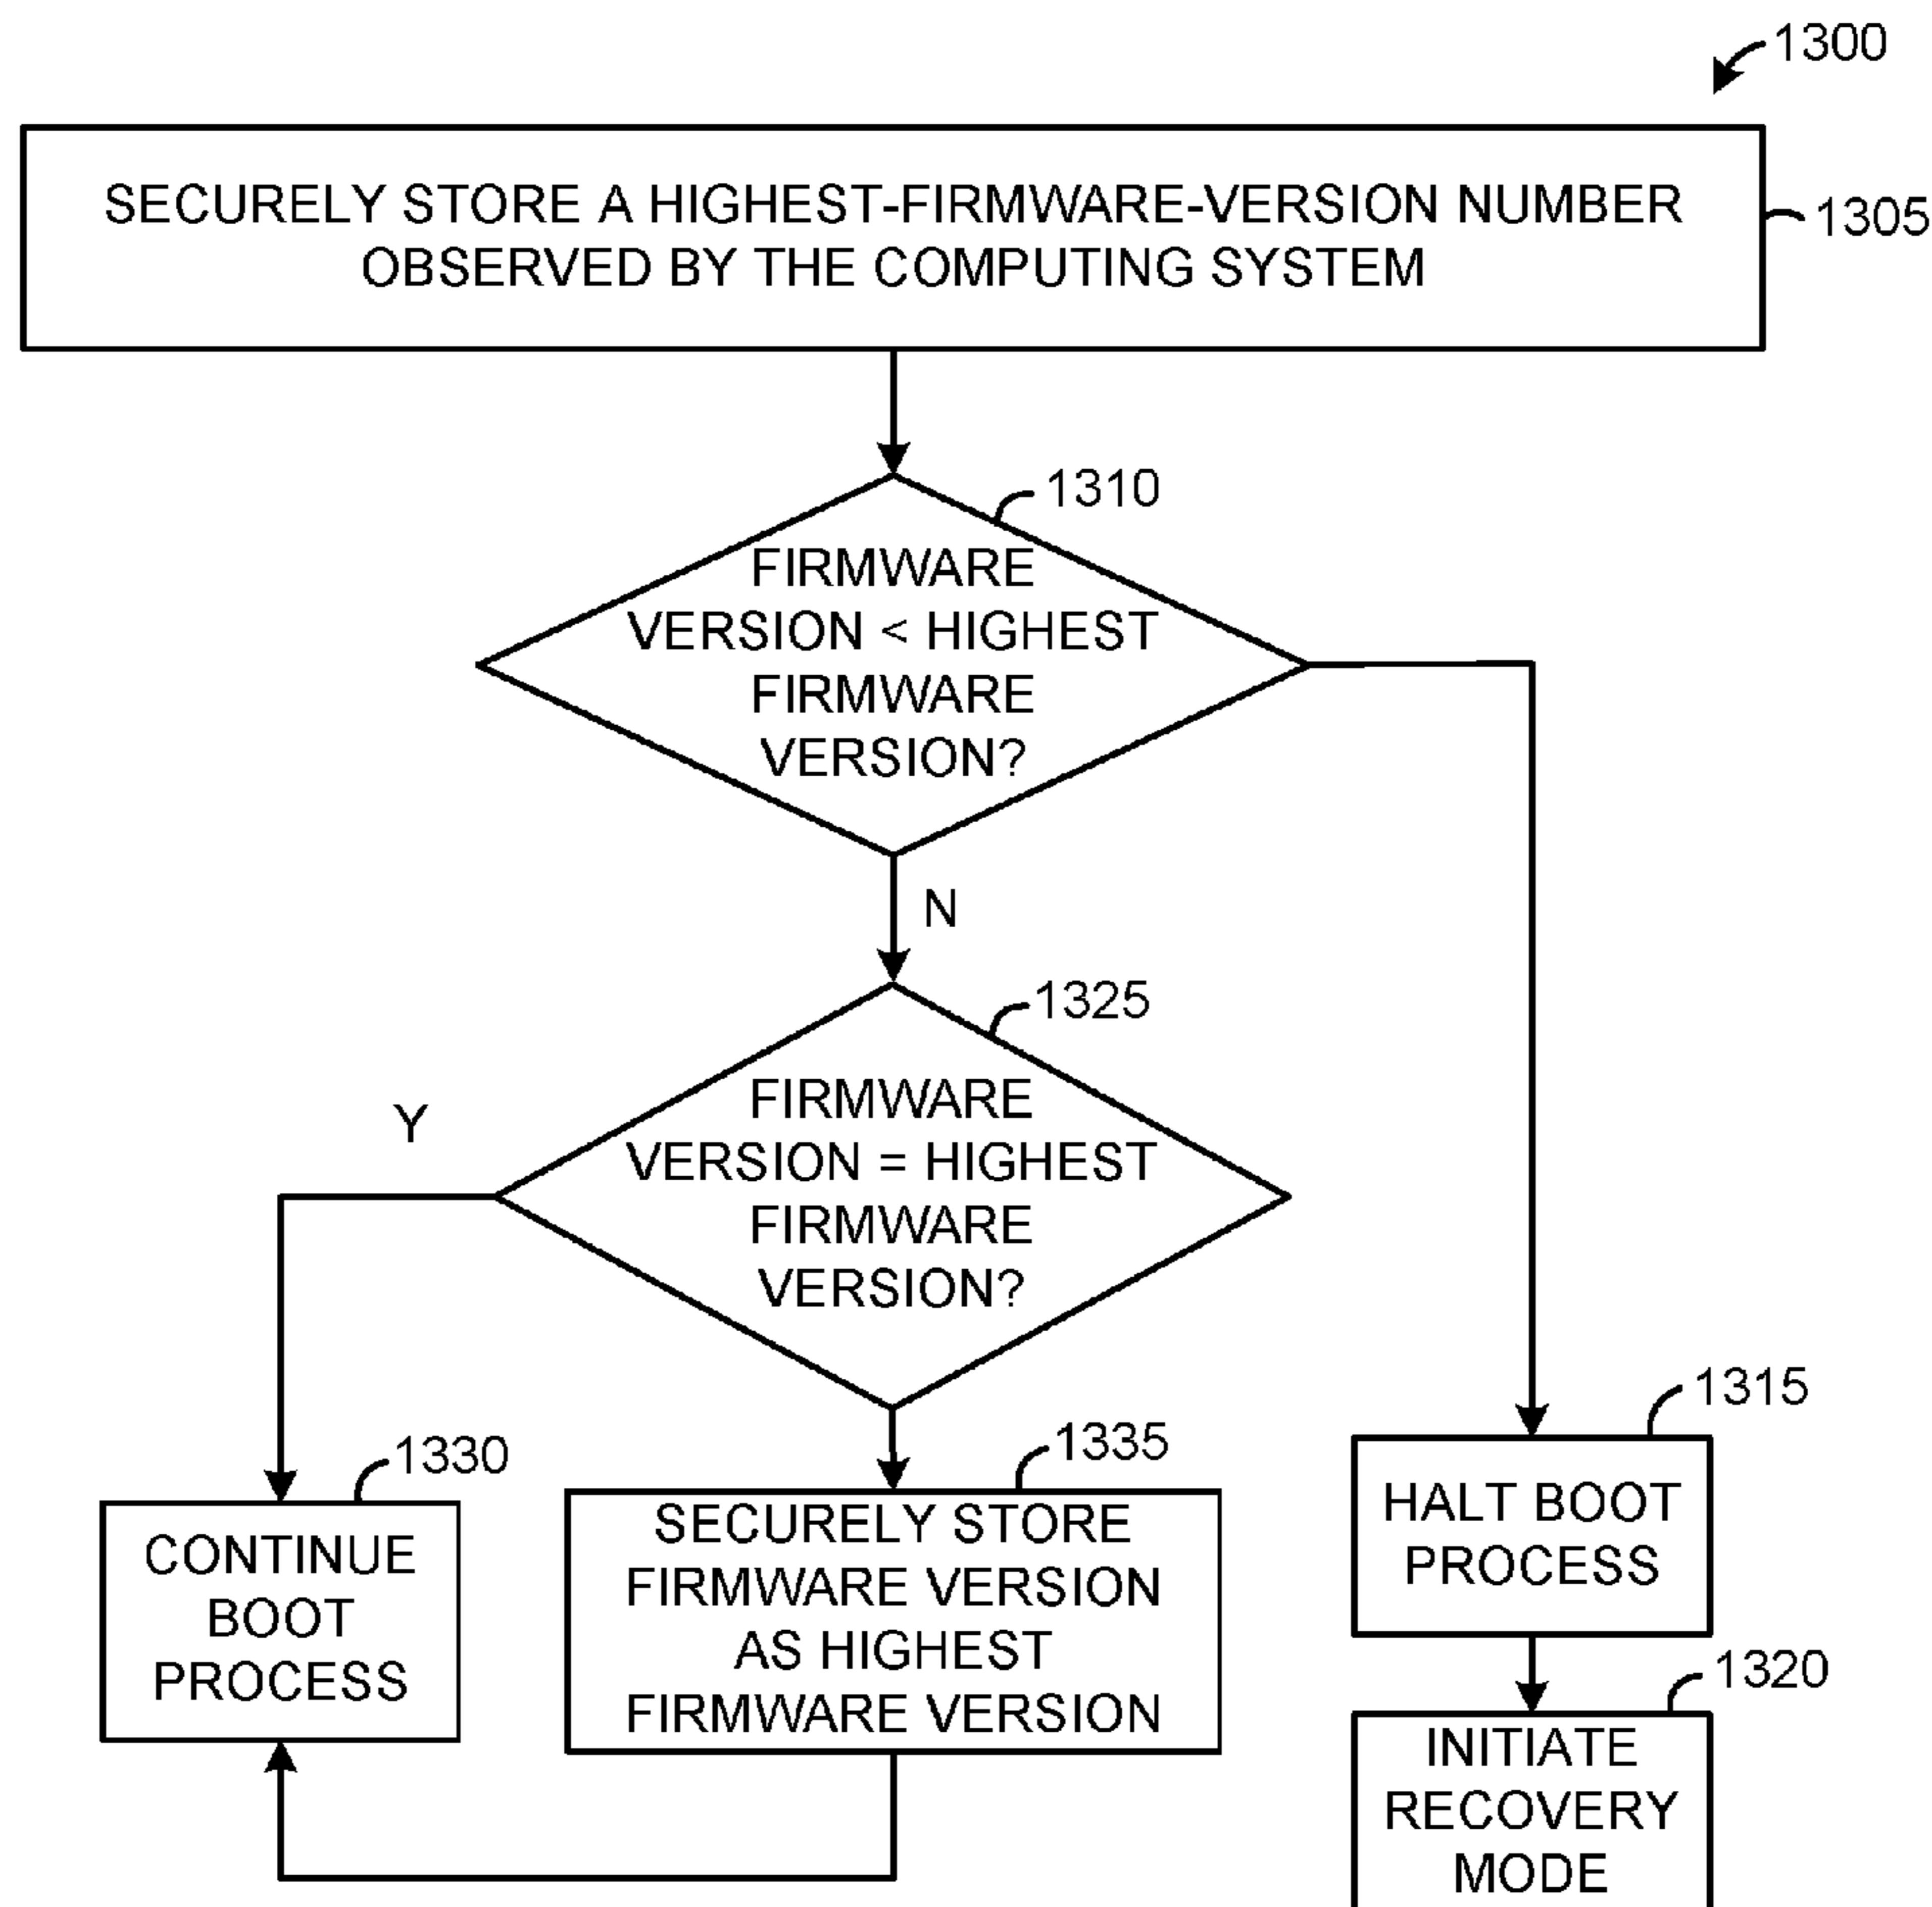 1300
SECURELY STORE A HIGHEST-FIRMWARE-VERSION NUMBER
OBSERVED BY THE COMPUTING SYSTEM
1305
1310
FIRMWARE
VERSION < HIGHEST
FIRMWARE
VERSION?
N
1325
FIRMWARE
VERSION = HIGHEST
FIRMWARE
VERSION?
Y
1330
CONTINUE
BOOT
PROCESS
1335
SECURELY STORE
FIRMWARE VERSION
AS HIGHEST
FIRMWARE VERSION
1315
HALT BOOT
PROCESS
1320
INITIATE
RECOVERY
MODE